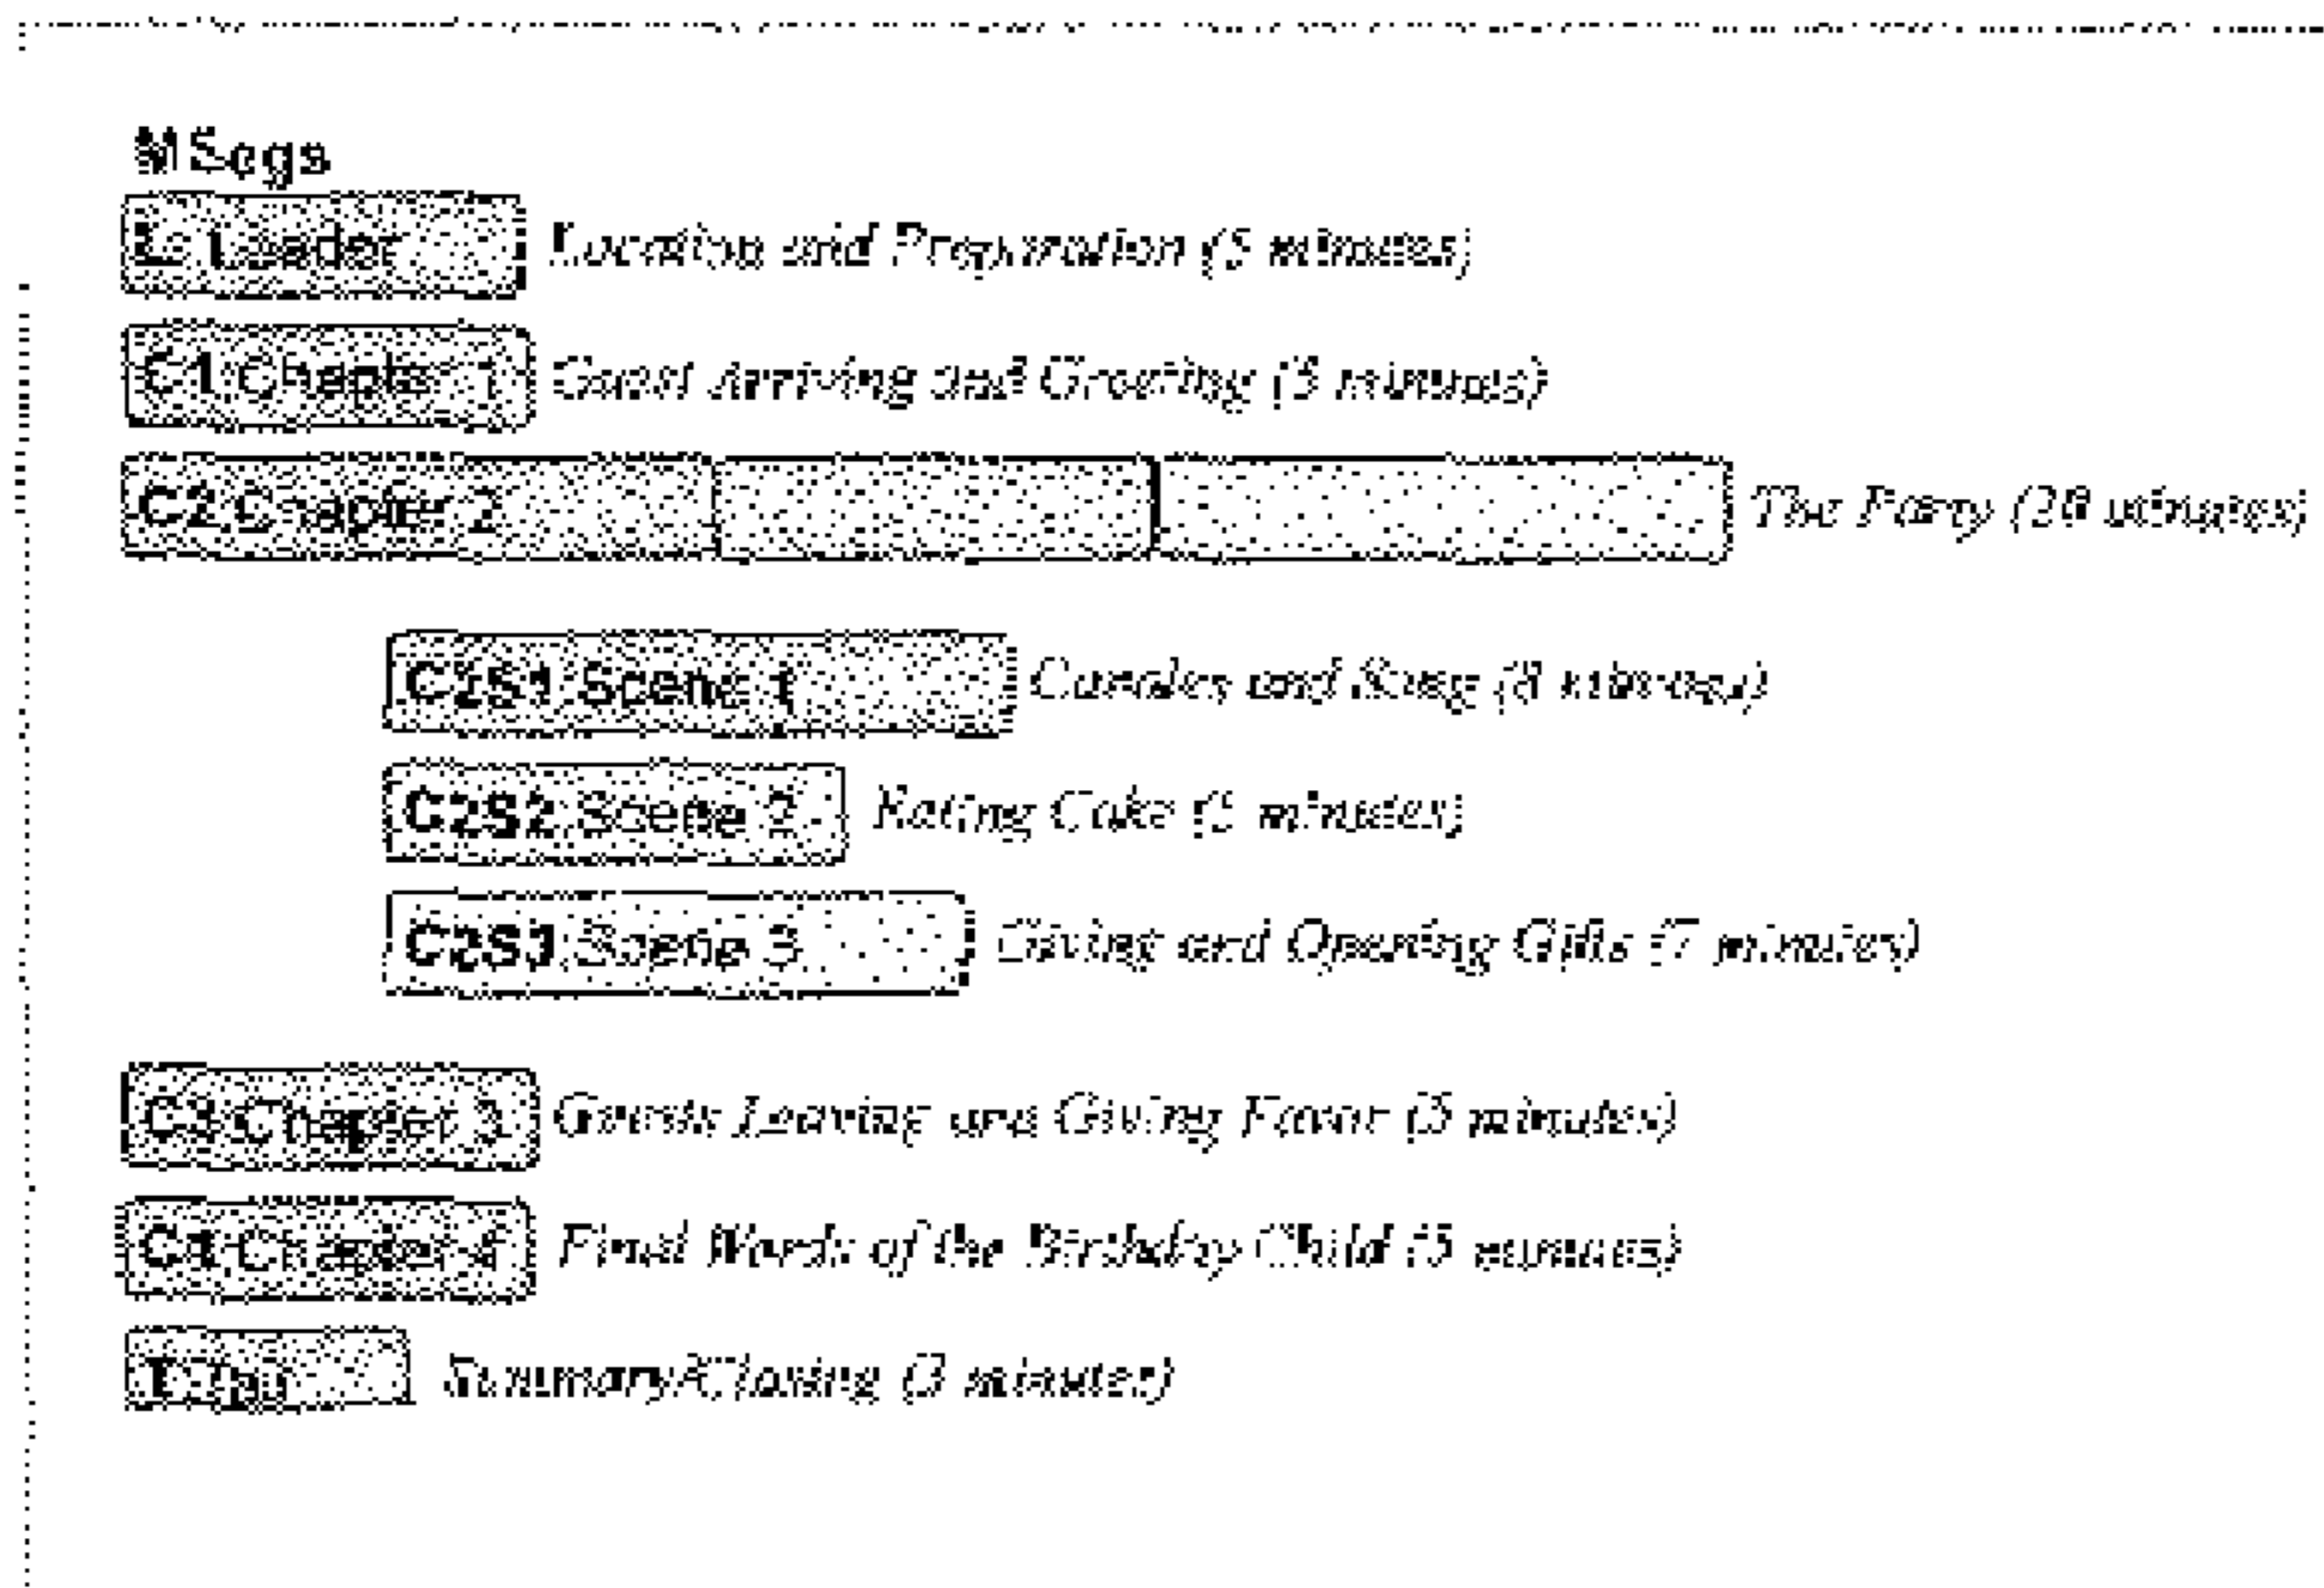 MSegs
L Leader Location and Preparation (5 minutes)
C1 Chapter 1 Guest Arriving and Greeting (5 minutes)
C2 Chapter 2 The Party (20 minutes)
C2S1 Scene 1 Candles and Song (8 minutes)
C2S2 Scene 2 Eating Cake (5 minutes)
C2S3 Scene 3 Giving and Opening Gifts (7 minutes)
C3 Chapter 3 Guests Leaving and Giving Favor (5 minutes)
C4 Chapter 4 Final Words of the Birthday Child (5 minutes)
Summary/Closing (3 minutes)